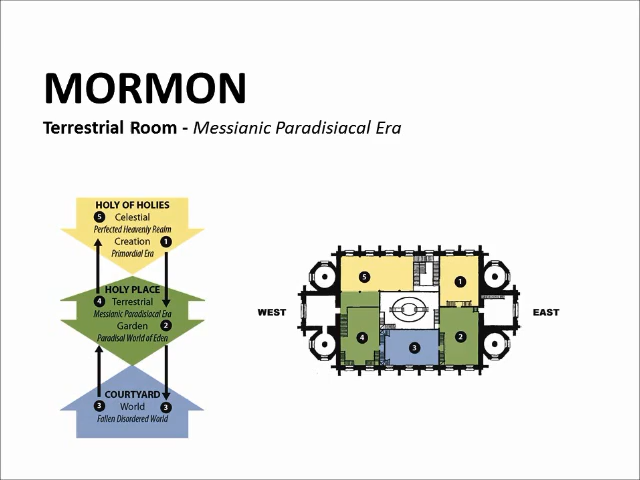 MORMON
Terrestrial Room - Messianic Paradisiacal Era
HOLY OF HOLIES
5 Celestial
Perfected Heavenly Realm
Creation 1
Primordial Era
HOLY PLACE
4 Terrestrial
Messianic Paradisiacal Era
Garden 2
Paradisal World of Eden
COURTYARD
3 World 3
Fallen Disordered World
5
1
WEST
EAST
4
3
2